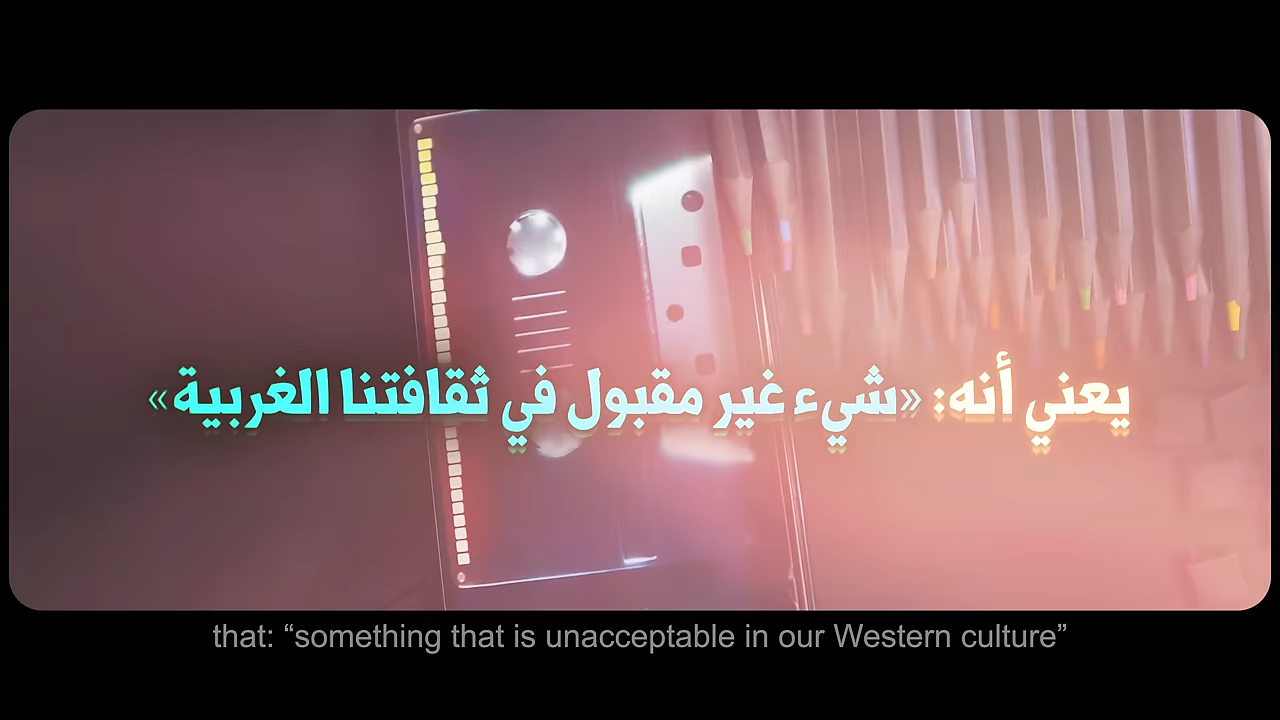 يعني أنه: «شيء غير مقبول في ثقافتنا الغربية»
that: “something that is unacceptable in our Western culture”